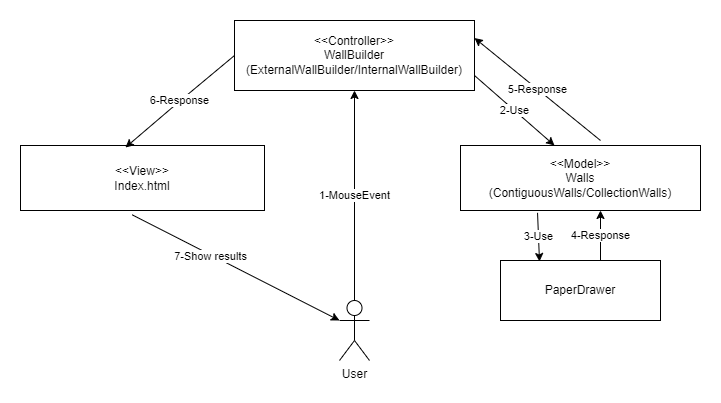 <<Controller>>
WallBuilder
(ExternalWallBuilder/InternalWallBuilder)
6-Response
5-Response
2-Use
<<View>>
Index.html
<<Model>>
Walls
(ContiguousWalls/CollectionWalls)
1-MouseEvent
3-Use
4-Response
7-Show results
PaperDrawer
User